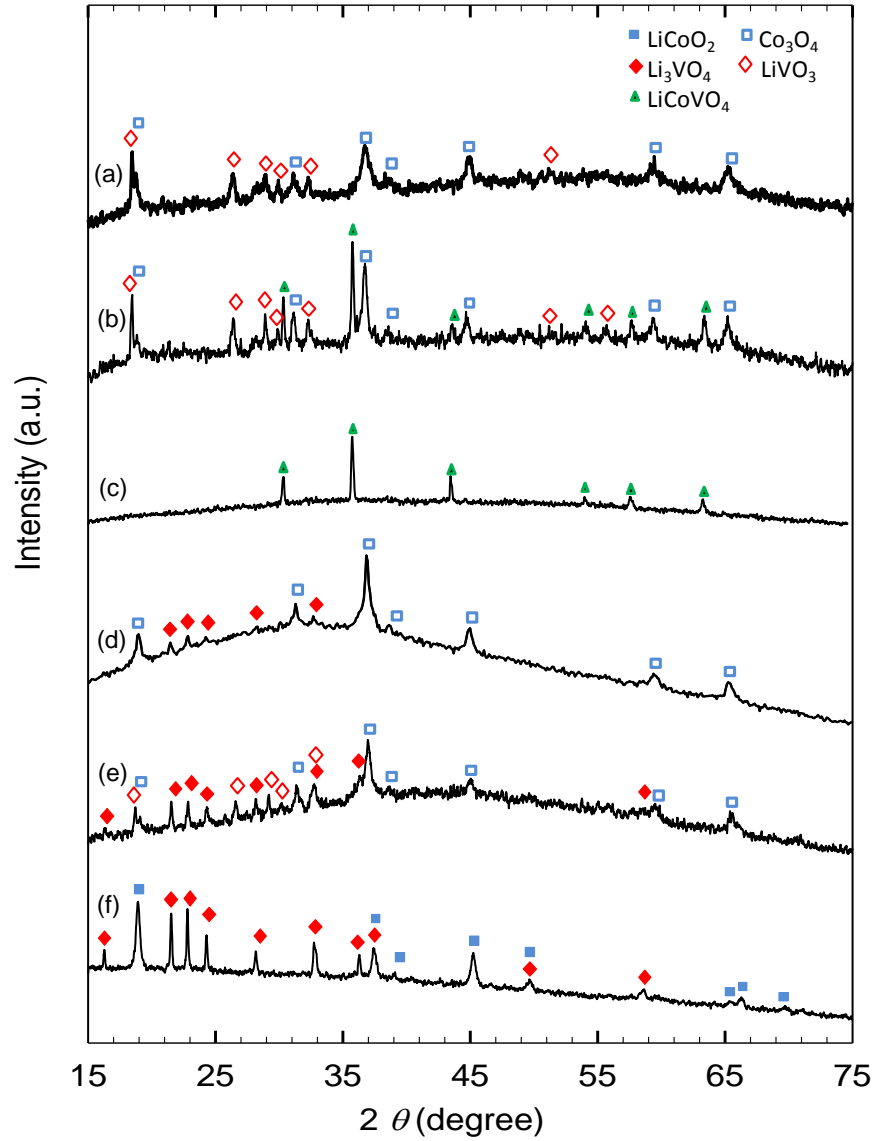 LiCoO₂ Co₃O₄
Li₃VO₄ LiVO₃
LiCoVO₄
(a)
(b)
(c)
(d)
(e)
(f)
Intensity (a.u.)
15 25 35 45 55 65 75
2 θ (degree)